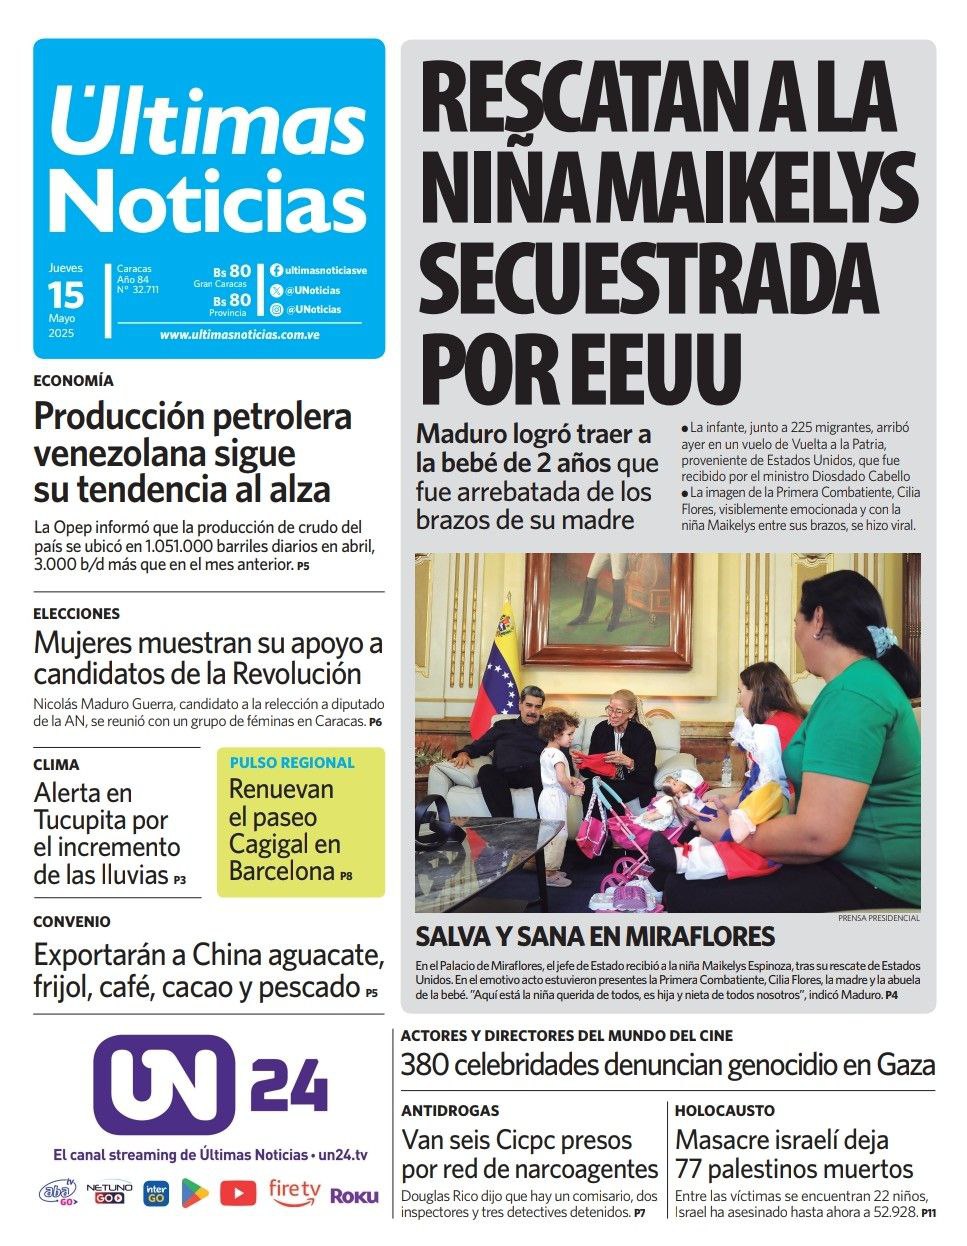 Últimas
Noticias
Jueves
15
Mayo
2025
Caracas
Año 84
Nº 32.711
Bs 80
Gran Caracas
Bs 80
Provincia
ultimasnoticiasve
@UNoticias
@UNoticias
www.ultimasnoticias.com.ve
ECONOMÍA
Producción petrolera
venezolana sigue
su tendencia al alza
La Opep informó que la producción de crudo del
país se ubicó en 1.051.000 barriles diarios en abril,
3.000 b/d más que en el mes anterior. P5
ELECCIONES
Mujeres muestran su apoyo a
candidatos de la Revolución
Nicolás Maduro Guerra, candidato a la relección a diputado
de la AN, se reunió con un grupo de féminas en Caracas. P6
CLIMA
Alerta en
Tucupita por
el incremento
de las lluvias P3
PULSO REGIONAL
Renuevan
el paseo
Cagigal en
Barcelona P8
CONVENIO
Exportarán a China aguacate,
frijol, café, cacao y pescado P5
UN 24
El canal streaming de Últimas Noticias • un24.tv
aba tv GO
NETUNO GO
inter GO
fire tv
Roku
RESCATAN A LA
NIÑA MAIKELYS
SECUESTRADA
POR EEUU
Maduro logró traer a
la bebé de 2 años que
fue arrebatada de los
brazos de su madre
● La infante, junto a 225 migrantes, arribó
ayer en un vuelo de Vuelta a la Patria,
proveniente de Estados Unidos, que fue
recibido por el ministro Diosdado Cabello
● La imagen de la Primera Combatiente, Cilia
Flores, visiblemente emocionada y con la
niña Maikelys entre sus brazos, se hizo viral.
PRENSA PRESIDENCIAL
SALVA Y SANA EN MIRAFLORES
En el Palacio de Miraflores, el jefe de Estado recibió a la niña Maikelys Espinoza, tras su rescate de Estados
Unidos. En el emotivo acto estuvieron presentes la Primera Combatiente, Cilia Flores, la madre y la abuela
de la bebé. “Aquí está la niña querida de todos, es hija y nieta de todos nosotros”, indicó Maduro. P4
ACTORES Y DIRECTORES DEL MUNDO DEL CINE
380 celebridades denuncian genocidio en Gaza
ANTIDROGAS
Van seis Cicpc presos
por red de narcoagentes
Douglas Rico dijo que hay un comisario, dos
inspectores y tres detectives detenidos. P7
HOLOCAUSTO
Masacre israelí deja
77 palestinos muertos
Entre las víctimas se encuentran 22 niños,
Israel ha asesinado hasta ahora a 52.928. P11